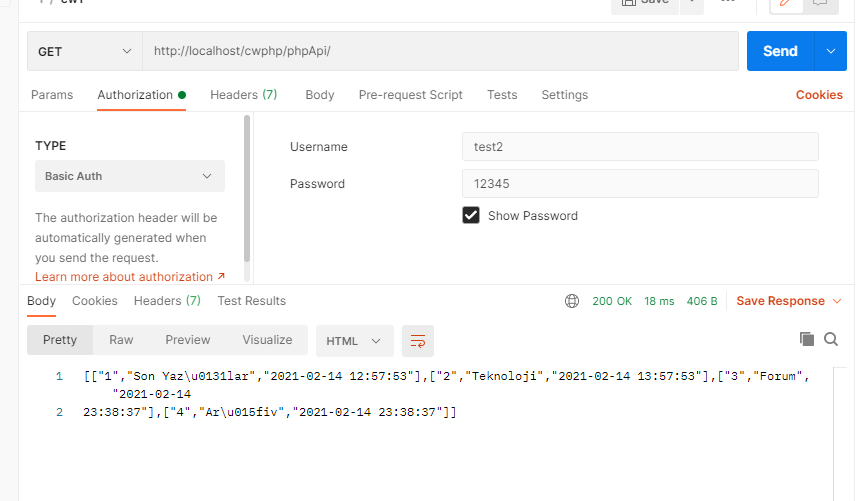 / cw1 Save
GET http://localhost/cwphp/phpApi/ Send
Params Authorization Headers (7) Body Pre-request Script Tests Settings Cookies
TYPE
Basic Auth
The authorization header will be
automatically generated when
you send the request.
Learn more about authorization ↗
Username test2
Password 12345
Show Password
Body Cookies Headers (7) Test Results 200 OK 18 ms 406 B Save Response
Pretty Raw Preview Visualize HTML
1 [["1","Son Yaz\u0131lar","2021-02-14 12:57:53"],["2","Teknoloji","2021-02-14 13:57:53"],["3","Forum",
"2021-02-14
2 23:38:37"],["4","Ar\u015fiv","2021-02-14 23:38:37"]]